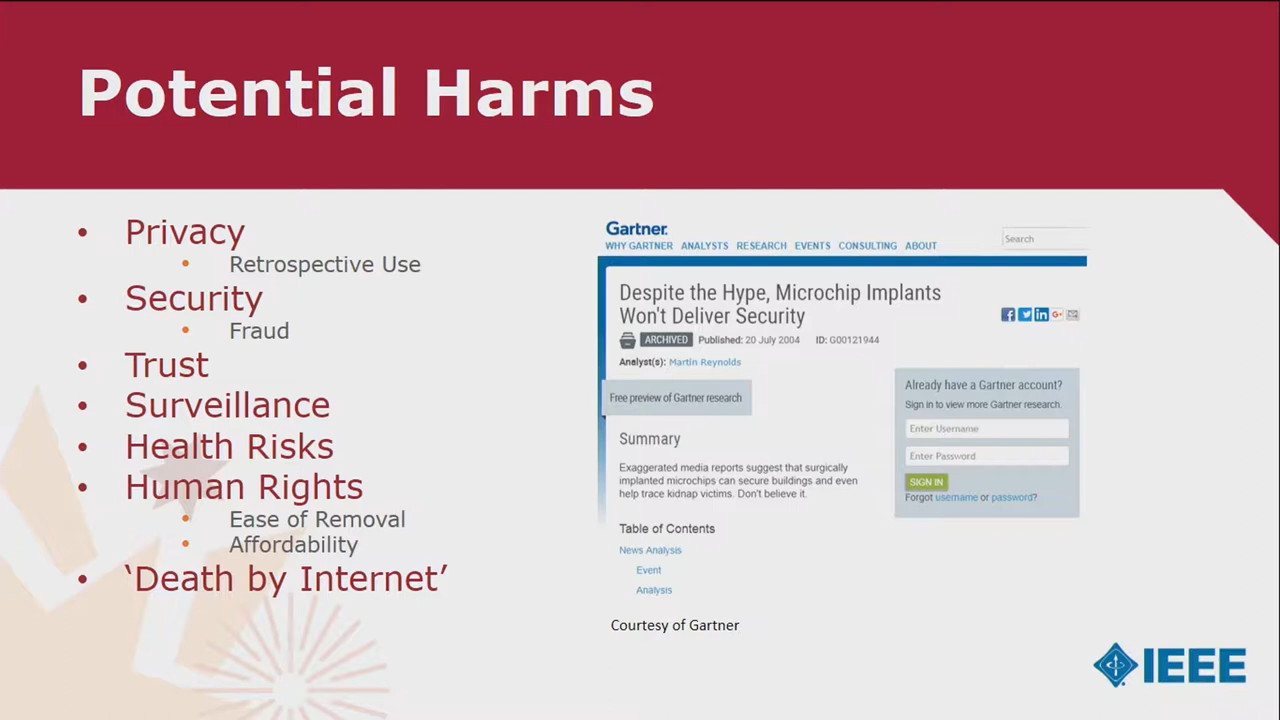 Potential Harms
• Privacy
• Retrospective Use
• Security
• Fraud
• Trust
• Surveillance
• Health Risks
• Human Rights
• Ease of Removal
• Affordability
• ‘Death by Internet’
Gartner.
WHY GARTNER ANALYSTS RESEARCH EVENTS CONSULTING ABOUT
Search
Despite the Hype, Microchip Implants
Won't Deliver Security
ARCHIVED Published: 20 July 2004 ID: G00121944
Analyst(s): Martin Reynolds
Free preview of Gartner research
Summary
Exaggerated media reports suggest that surgically
implanted microchips can secure buildings and even
help trace kidnap victims. Don't believe it.
Table of Contents
News Analysis
Event
Analysis
Already have a Gartner account?
Sign in to view more Gartner research.
Enter Username
Enter Password
SIGN IN
Forgot username or password?
Courtesy of Gartner
IEEE